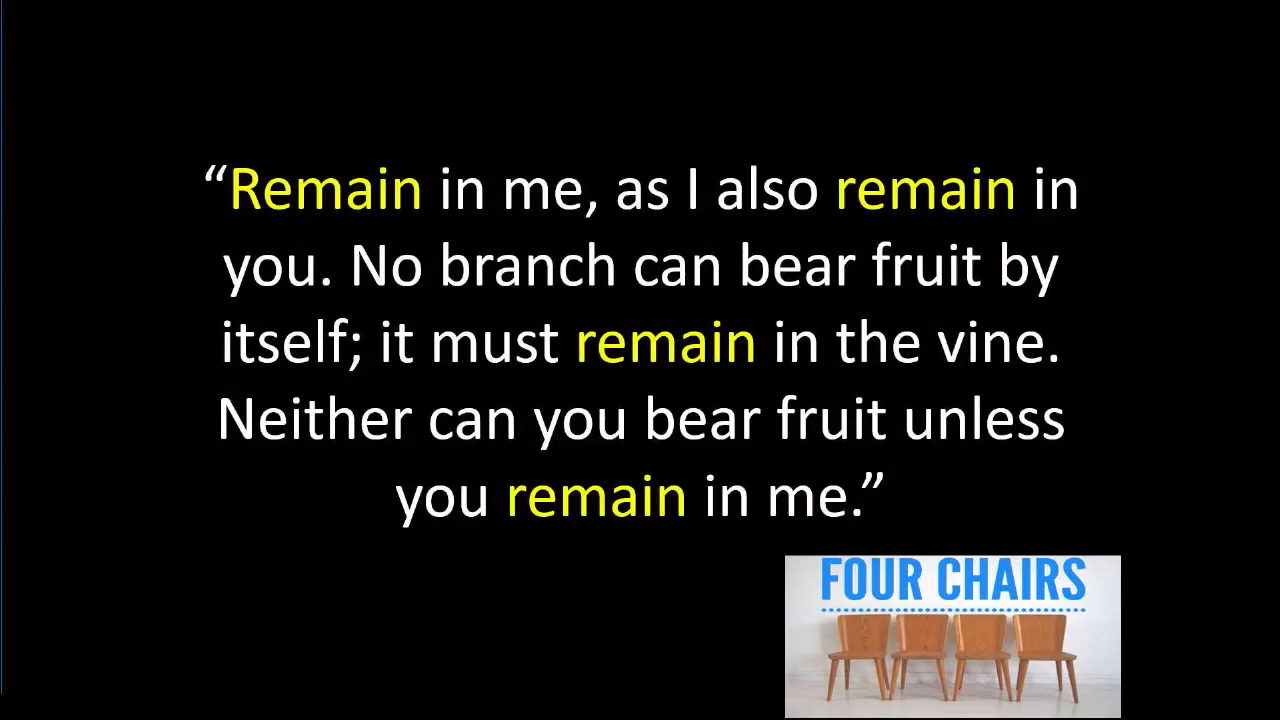 “Remain in me, as I also remain in
you. No branch can bear fruit by
itself; it must remain in the vine.
Neither can you bear fruit unless
you remain in me.”
FOUR CHAIRS